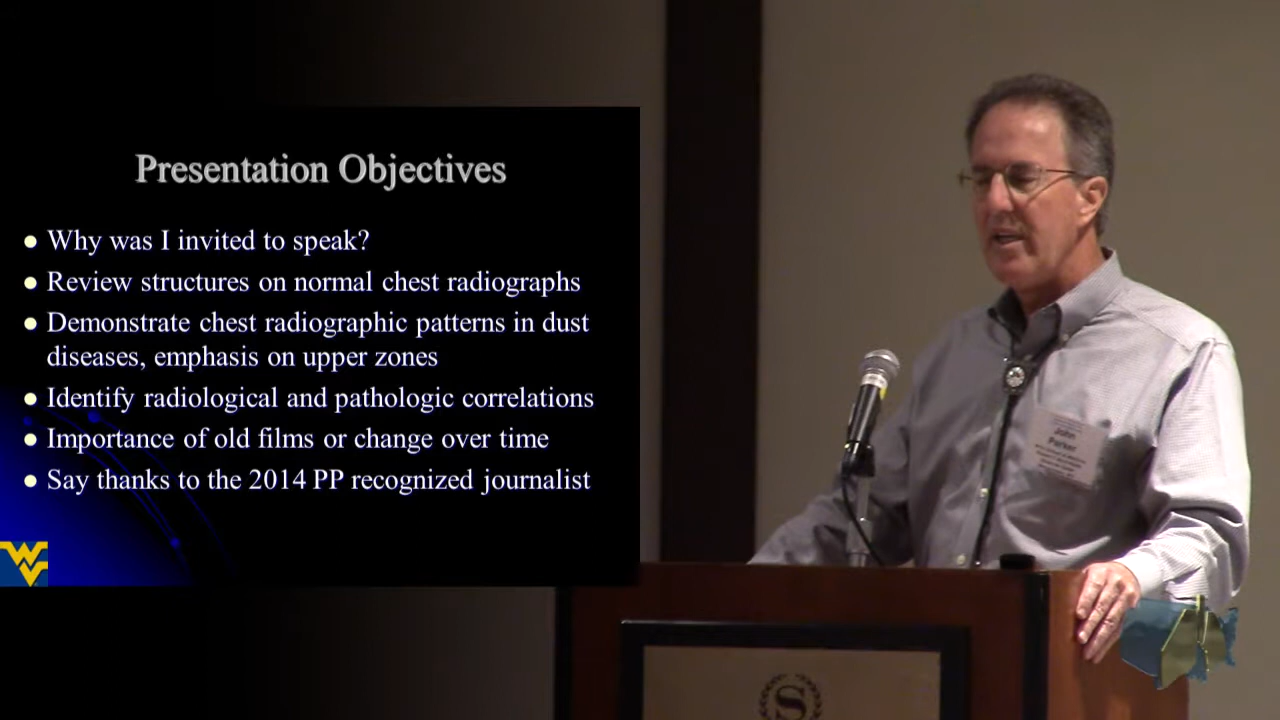 Presentation Objectives
Why was I invited to speak?
Review structures on normal chest radiographs
Demonstrate chest radiographic patterns in dust
diseases, emphasis on upper zones
Identify radiological and pathologic correlations
Importance of old films or change over time
Say thanks to the 2014 PP recognized journalist
WV
John
Parker
S